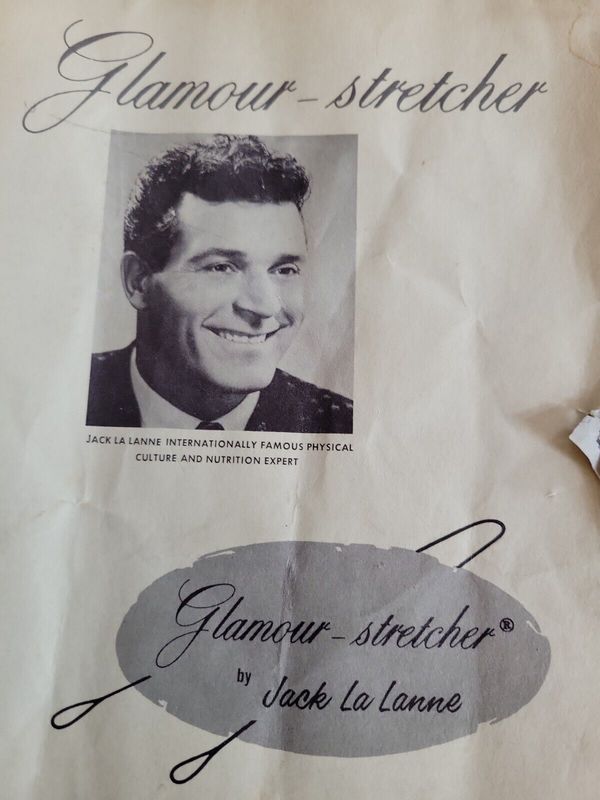 Glamour-stretcher
JACK LA LANNE INTERNATIONALLY FAMOUS PHYSICAL
CULTURE AND NUTRITION EXPERT
Glamour-stretcher®
by Jack La Lanne